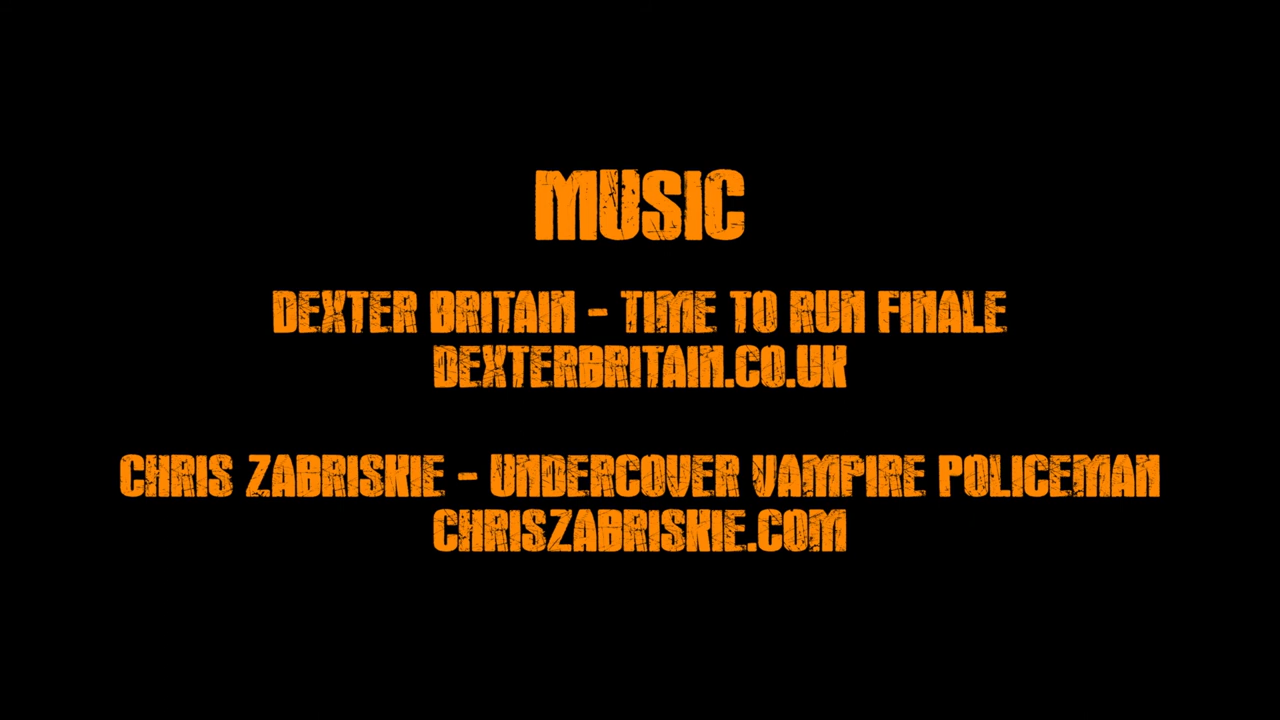 MUSIC
DEXTER BRITAIN - TIME TO RUN FINALE
DEXTERBRITAIN.CO.UK
CHRIS ZABRISKIE - UNDERCOVER VAMPIRE POLICEMAN
CHRISZABRISKIE.COM